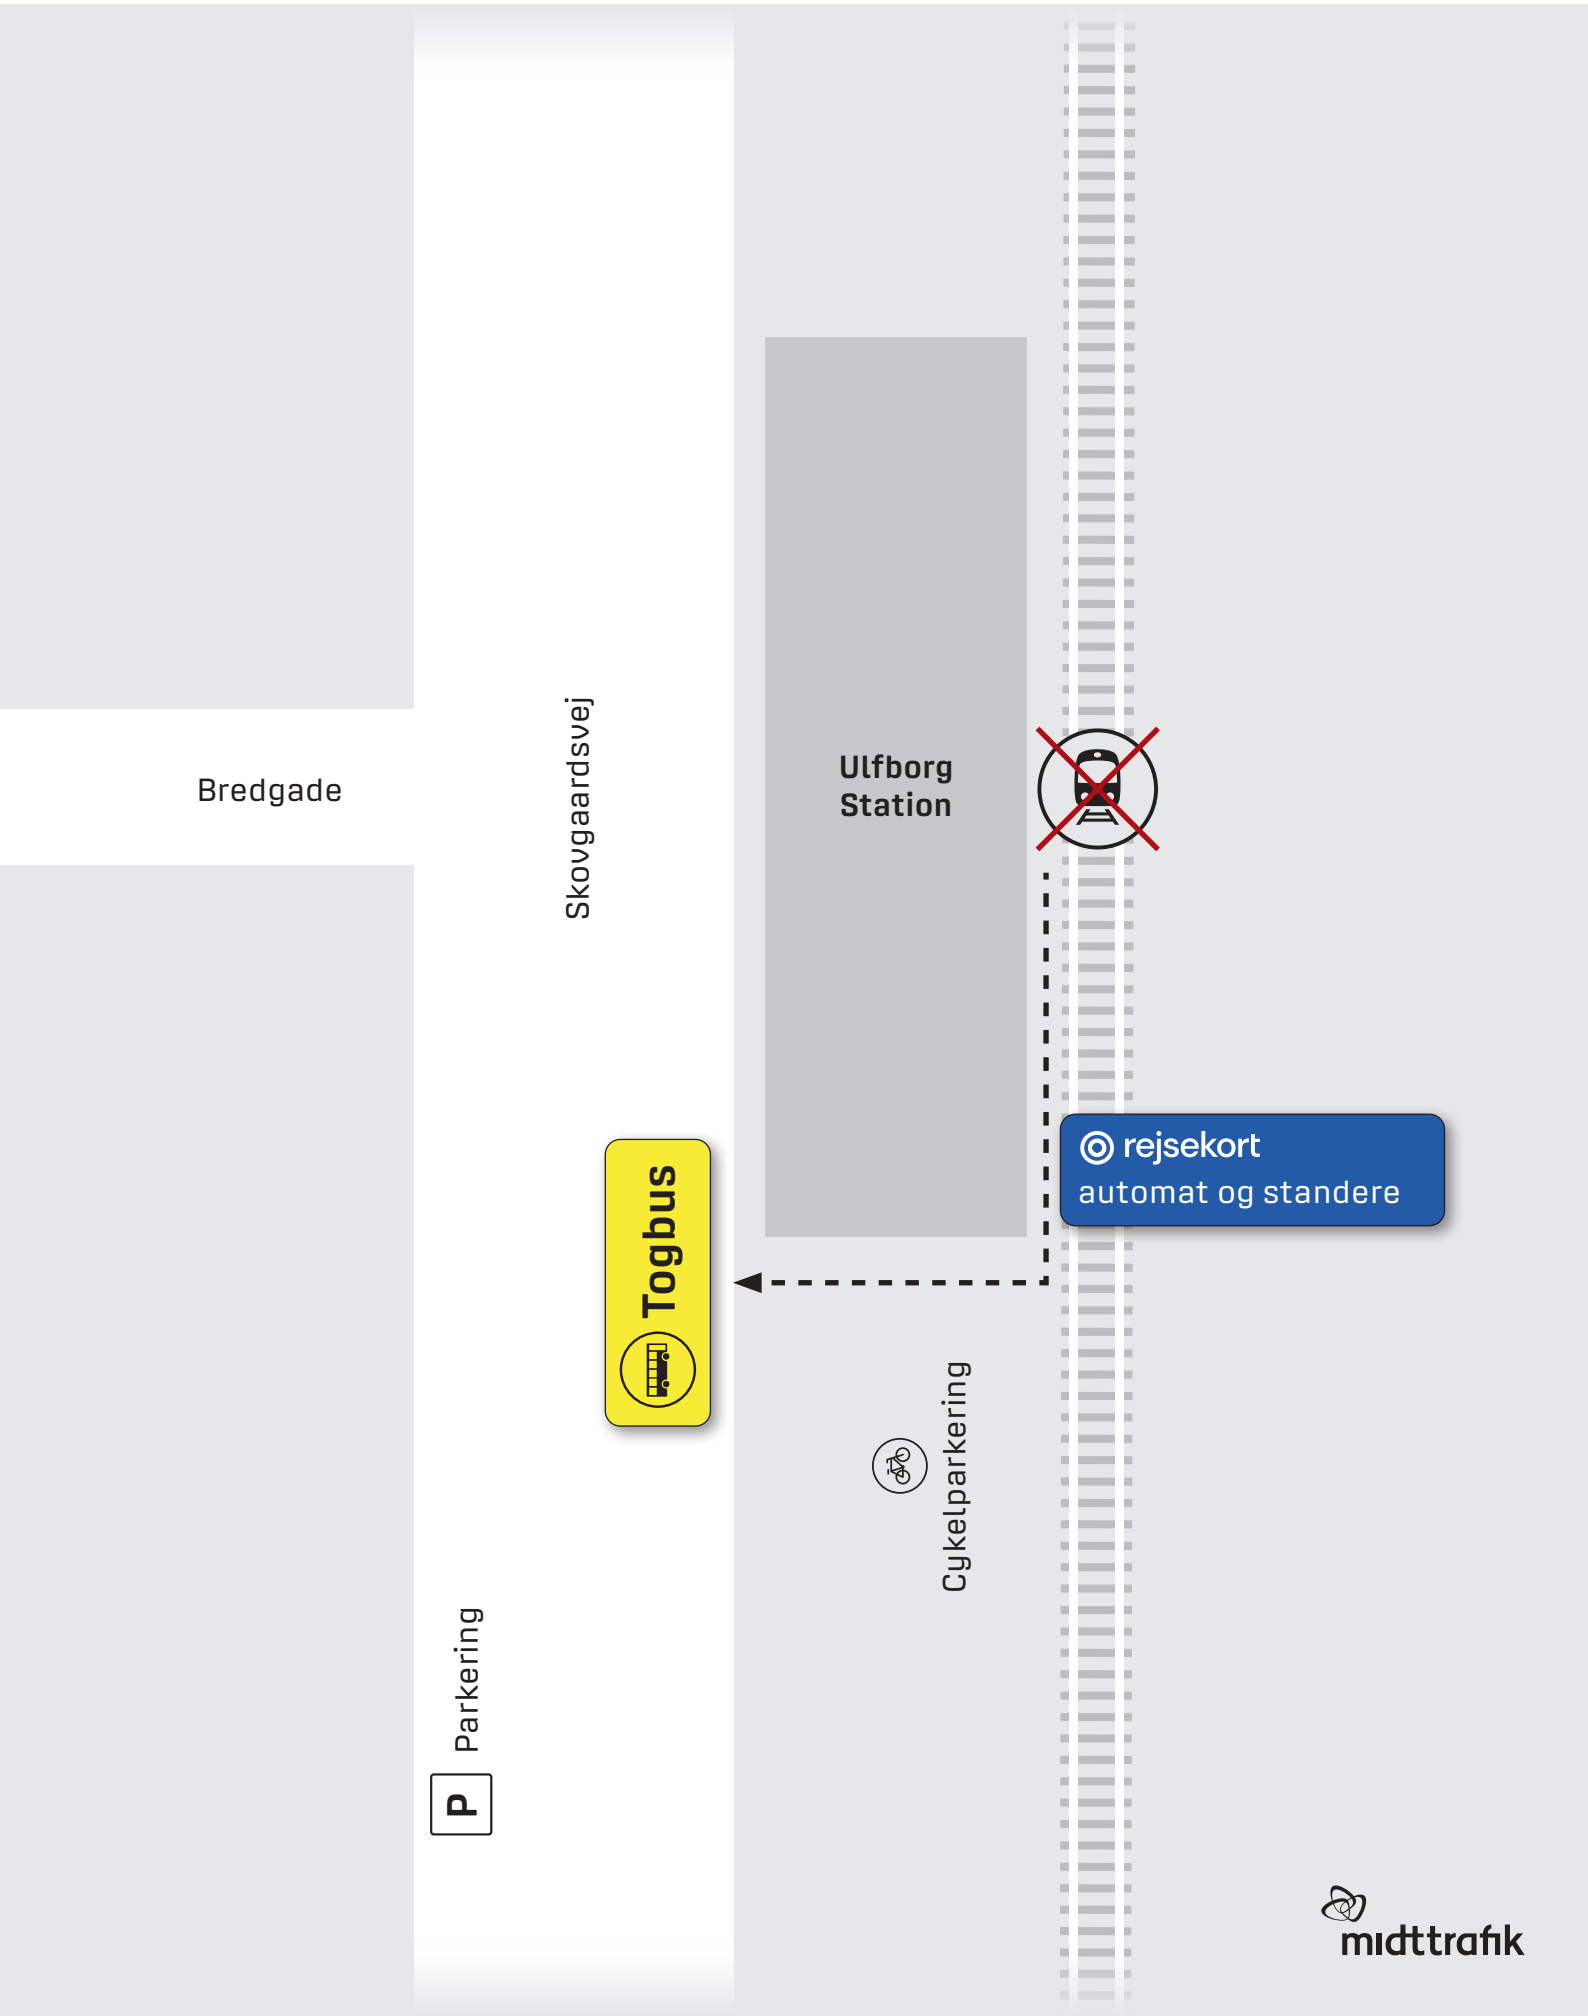 Bredgade
Skovgaardsvej
Ulfborg
Station
rejsekort
automat og standere
Togbus
Cykelparkering
Parkering
P
midttrafik